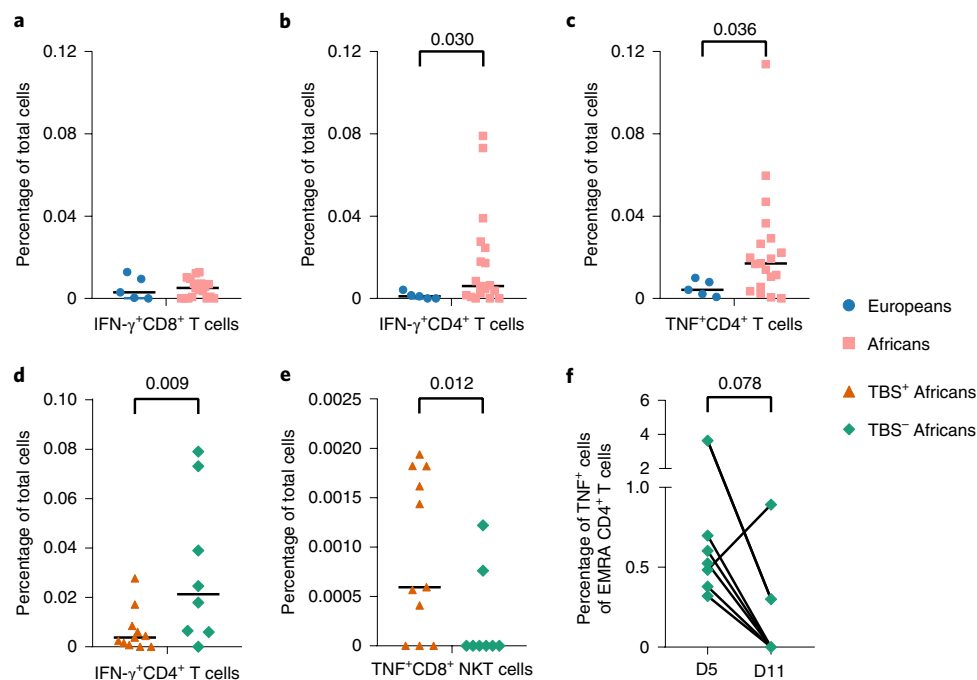 a
Percentage of total cells
0.12
0.08
0.04
0
IFN-γ⁺CD8⁺ T cells
b
Percentage of total cells
0.12
0.08
0.04
0
0.030
IFN-γ⁺CD4⁺ T cells
c
Percentage of total cells
0.12
0.08
0.04
0
0.036
TNF⁺CD4⁺ T cells
Europeans
Africans
TBS⁺ Africans
TBS⁻ Africans
d
Percentage of total cells
0.10
0.08
0.06
0.04
0.02
0
0.009
IFN-γ⁺CD4⁺ T cells
e
Percentage of total cells
0.0025
0.0020
0.0015
0.0010
0.0005
0
0.012
TNF⁺CD8⁺ NKT cells
f
Percentage of TNF⁺ cells
of EMRA CD4⁺ T cells
6
4
2
1.0
0.5
0
0.078
D5
D11